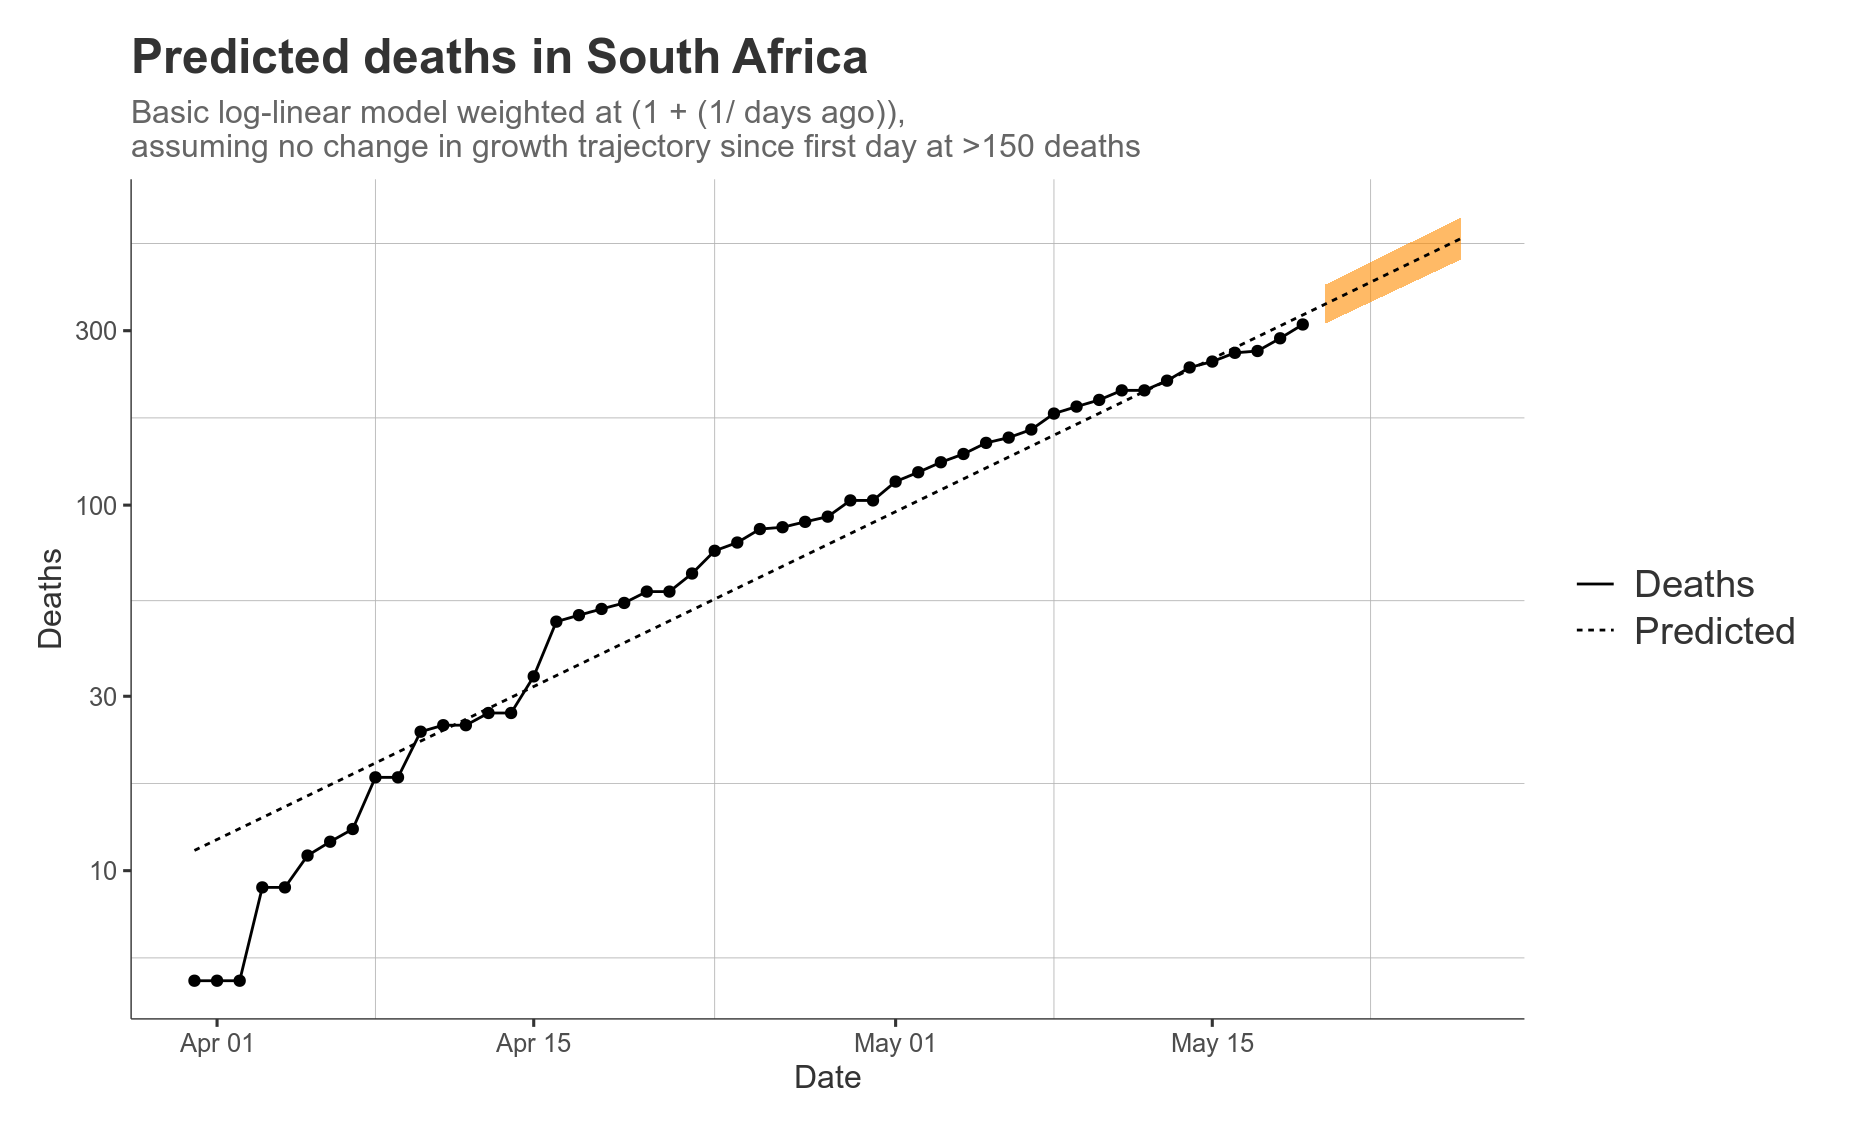 Predicted deaths in South Africa
Basic log-linear model weighted at (1 + (1/ days ago)),
assuming no change in growth trajectory since first day at >150 deaths
300
100
30
10
Deaths
Apr 01
Apr 15
May 01
May 15
Date
Deaths
Predicted